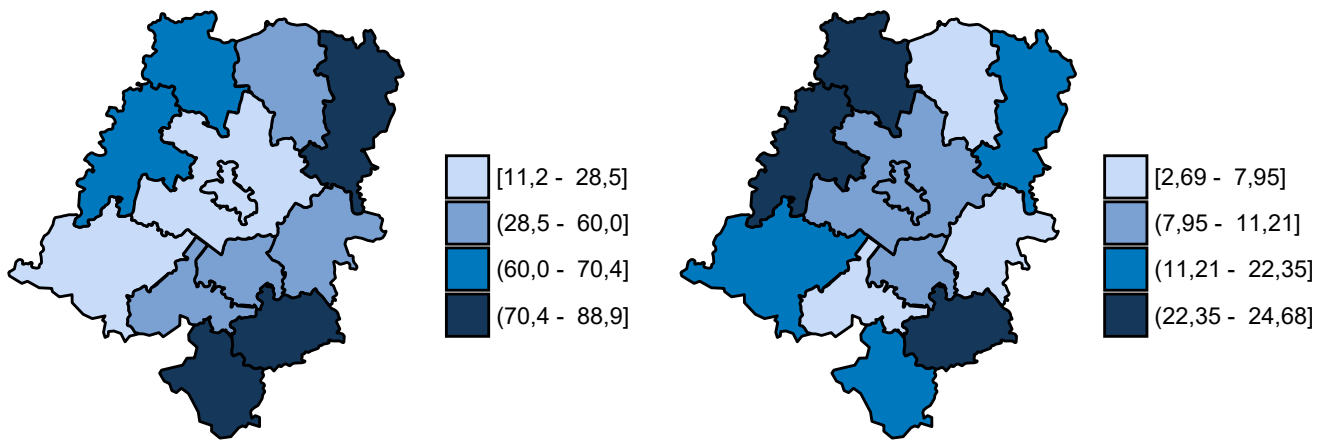 [11,2 - 28,5]
(28,5 - 60,0]
(60,0 - 70,4]
(70,4 - 88,9]
[2,69 - 7,95]
(7,95 - 11,21]
(11,21 - 22,35]
(22,35 - 24,68]